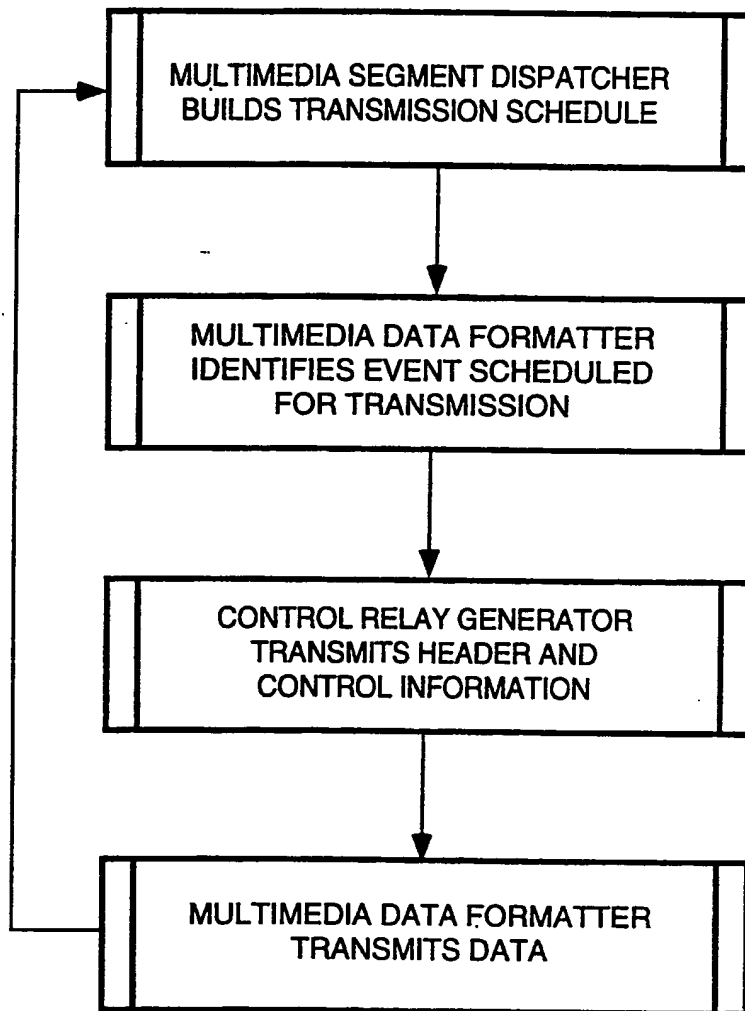 MULTIMEDIA SEGMENT DISPATCHER
BUILDS TRANSMISSION SCHEDULE
MULTIMEDIA DATA FORMATTER
IDENTIFIES EVENT SCHEDULED
FOR TRANSMISSION
CONTROL RELAY GENERATOR
TRANSMITS HEADER AND
CONTROL INFORMATION
MULTIMEDIA DATA FORMATTER
TRANSMITS DATA